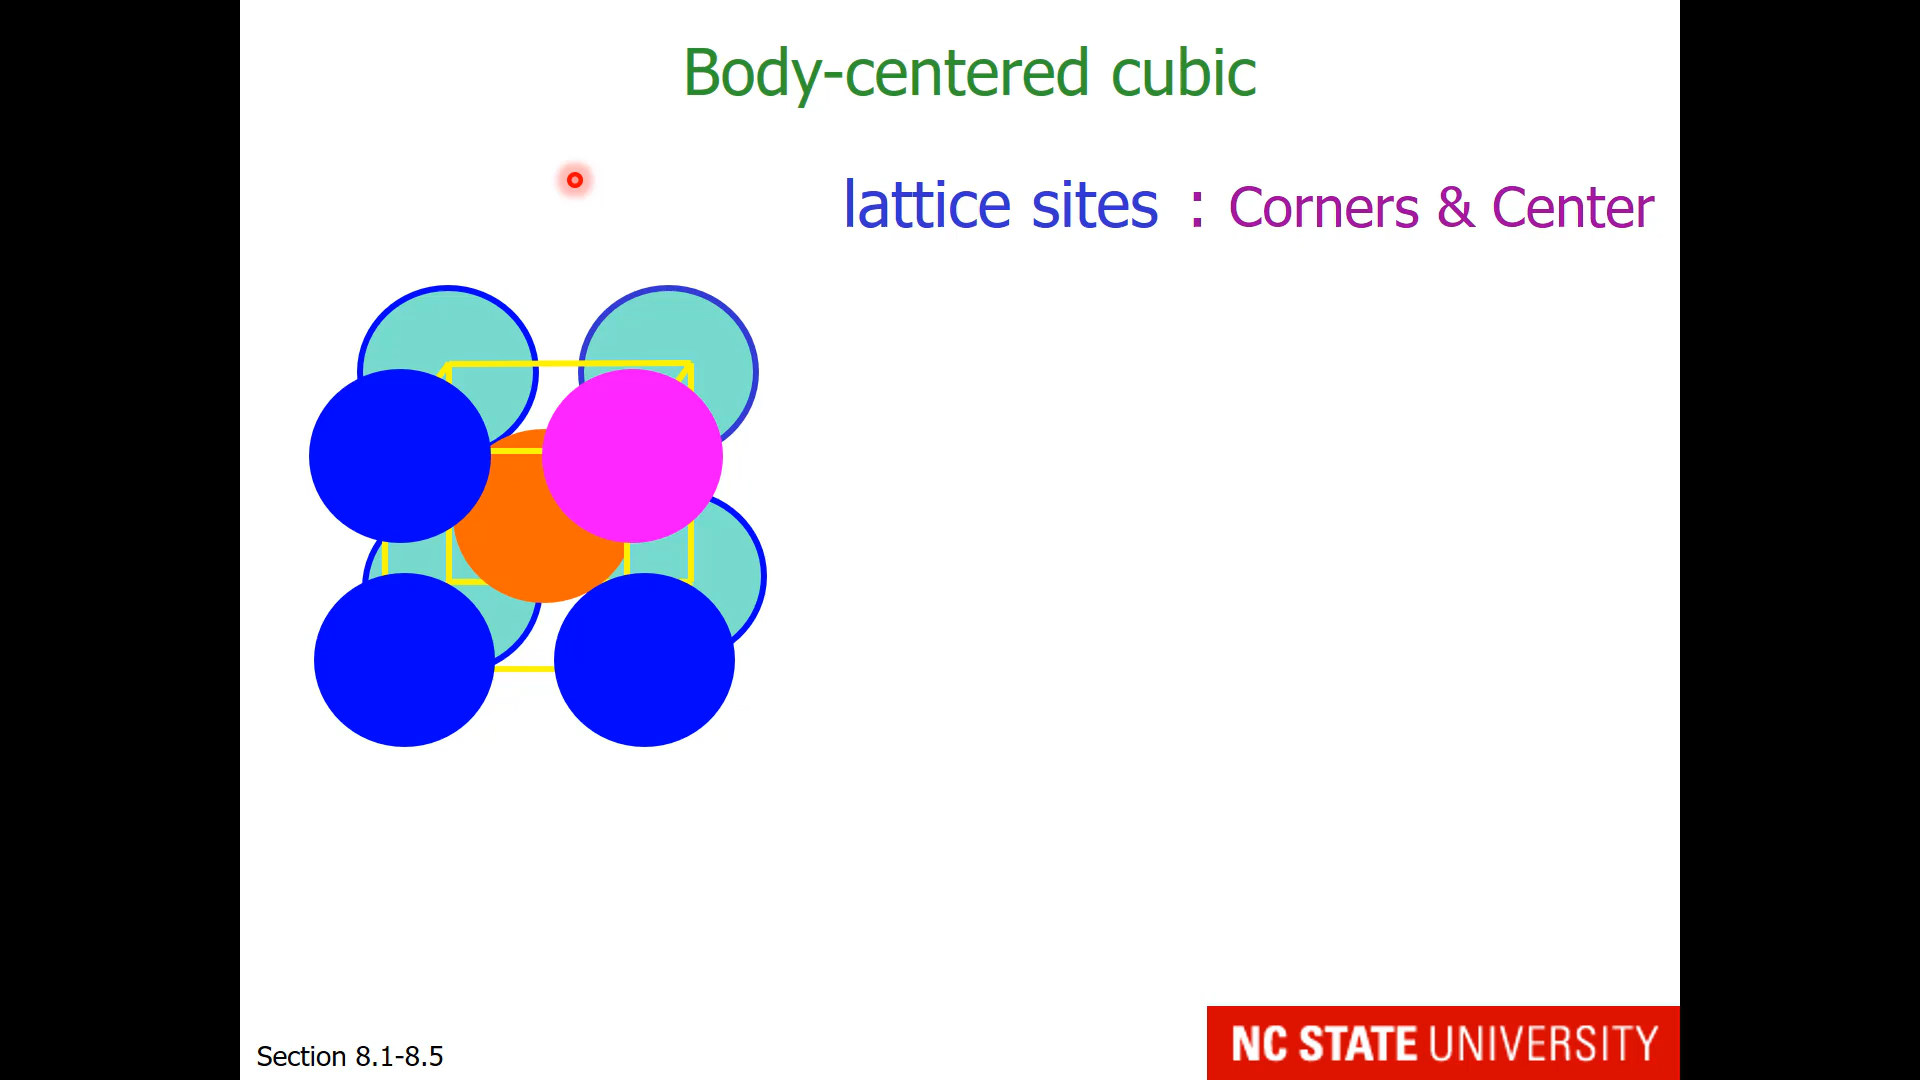 Body-centered cubic
lattice sites : Corners & Center
Section 8.1-8.5
NC STATE UNIVERSITY